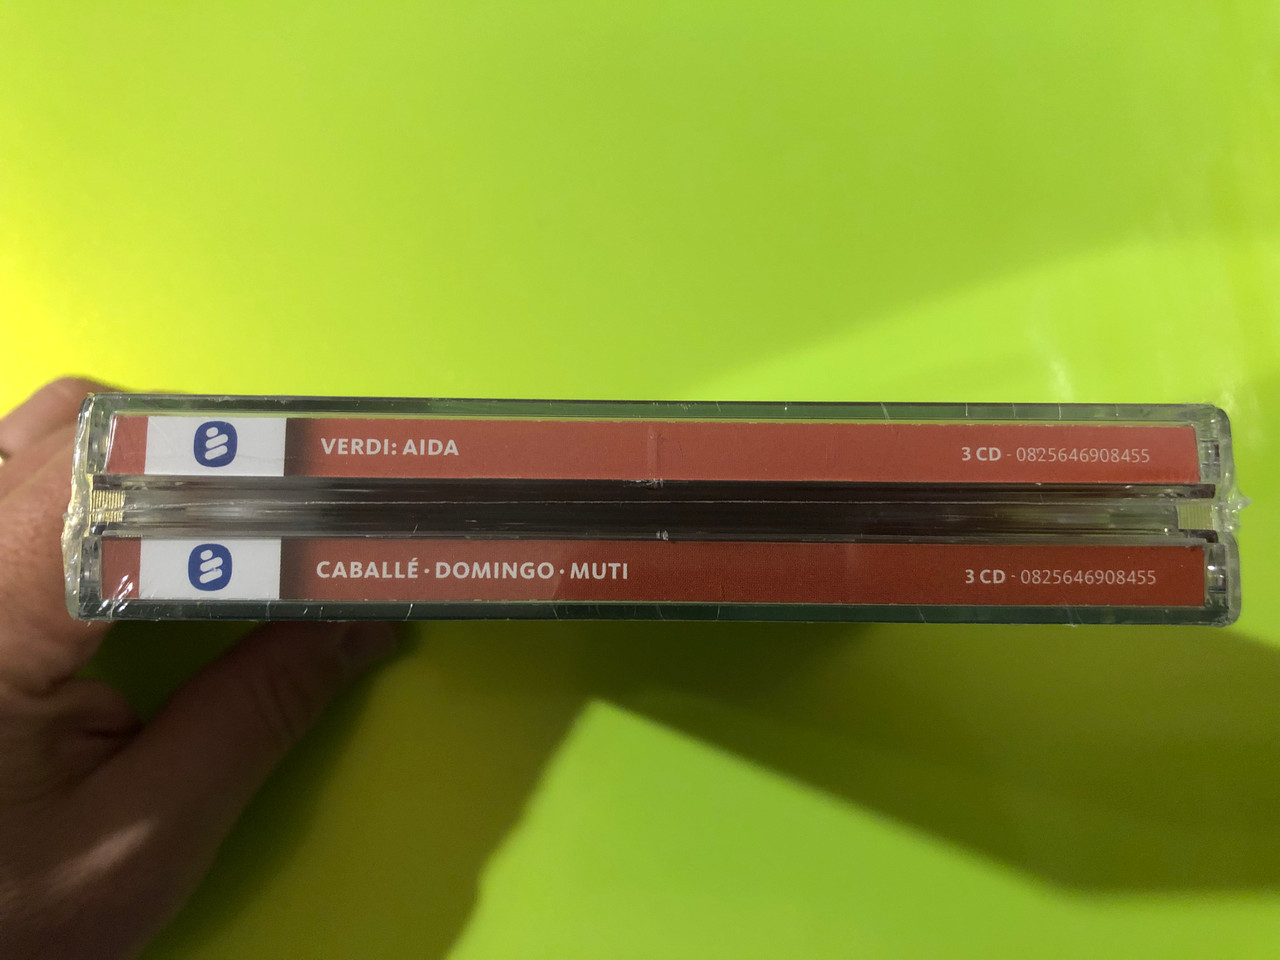 VERDI: AIDA
3 CD - 0825646908455
CABALLÉ · DOMINGO · MUTI
3 CD - 0825646908455